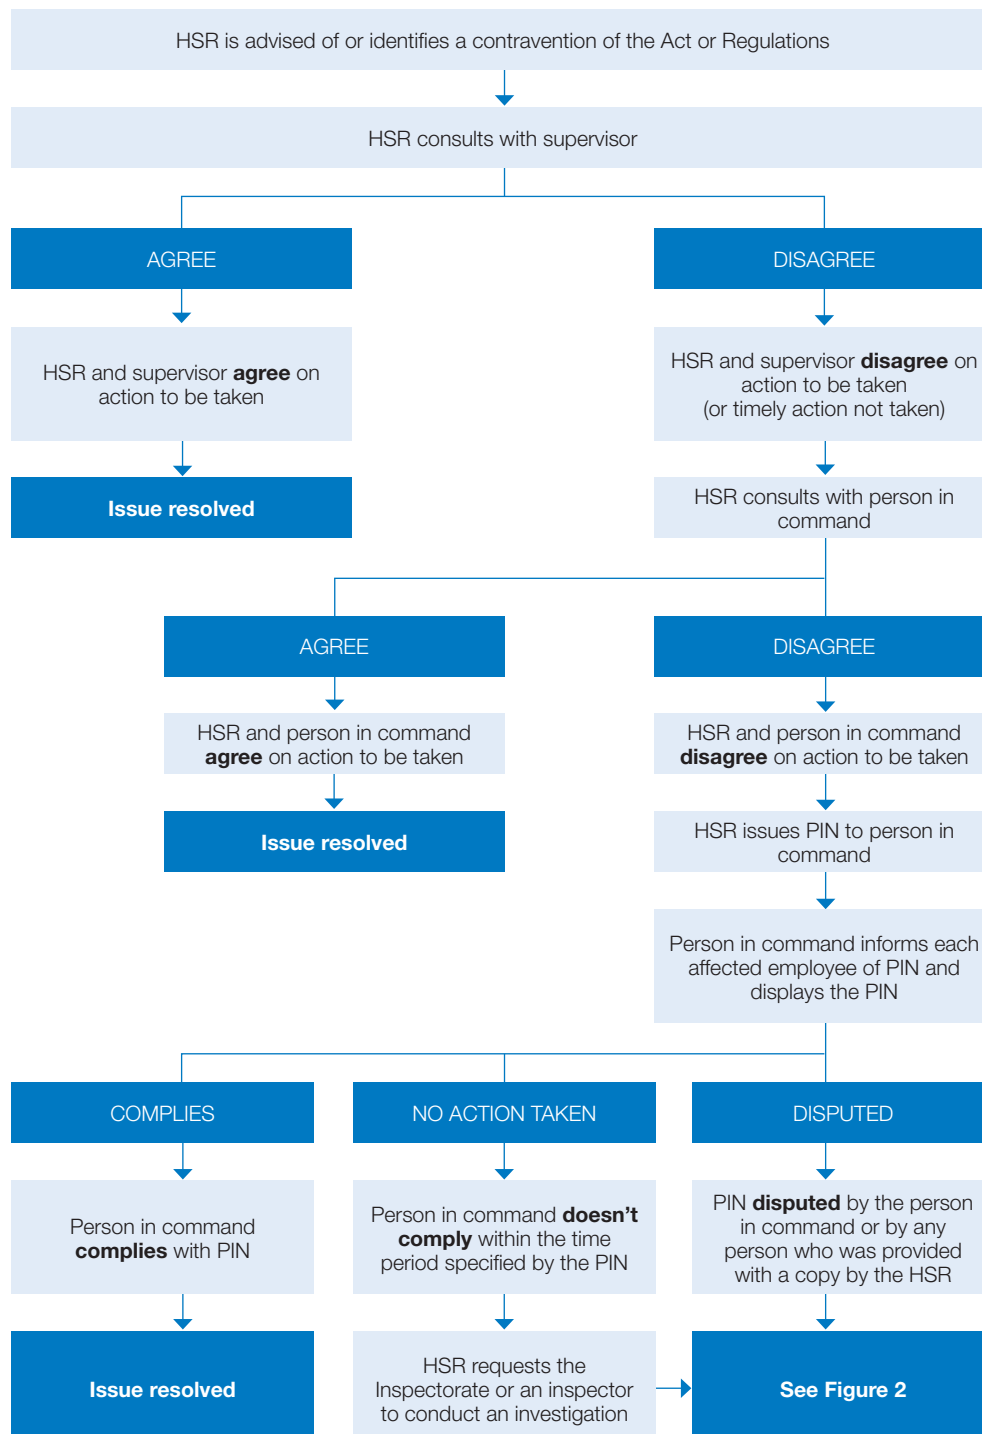 HSR is advised of or identifies a contravention of the Act or Regulations
HSR consults with supervisor
AGREE
DISAGREE
HSR and supervisor agree on
action to be taken
HSR and supervisor disagree on
action to be taken
(or timely action not taken)
Issue resolved
HSR consults with person in
command
AGREE
DISAGREE
HSR and person in command
agree on action to be taken
HSR and person in command
disagree on action to be taken
Issue resolved
HSR issues PIN to person in
command
Person in command informs each
affected employee of PIN and
displays the PIN
COMPLIES
NO ACTION TAKEN
DISPUTED
Person in command
complies with PIN
Person in command doesn't
comply within the time
period specified by the PIN
PIN disputed by the person
in command or by any
person who was provided
with a copy by the HSR
Issue resolved
HSR requests the
Inspectorate or an inspector
to conduct an investigation
See Figure 2